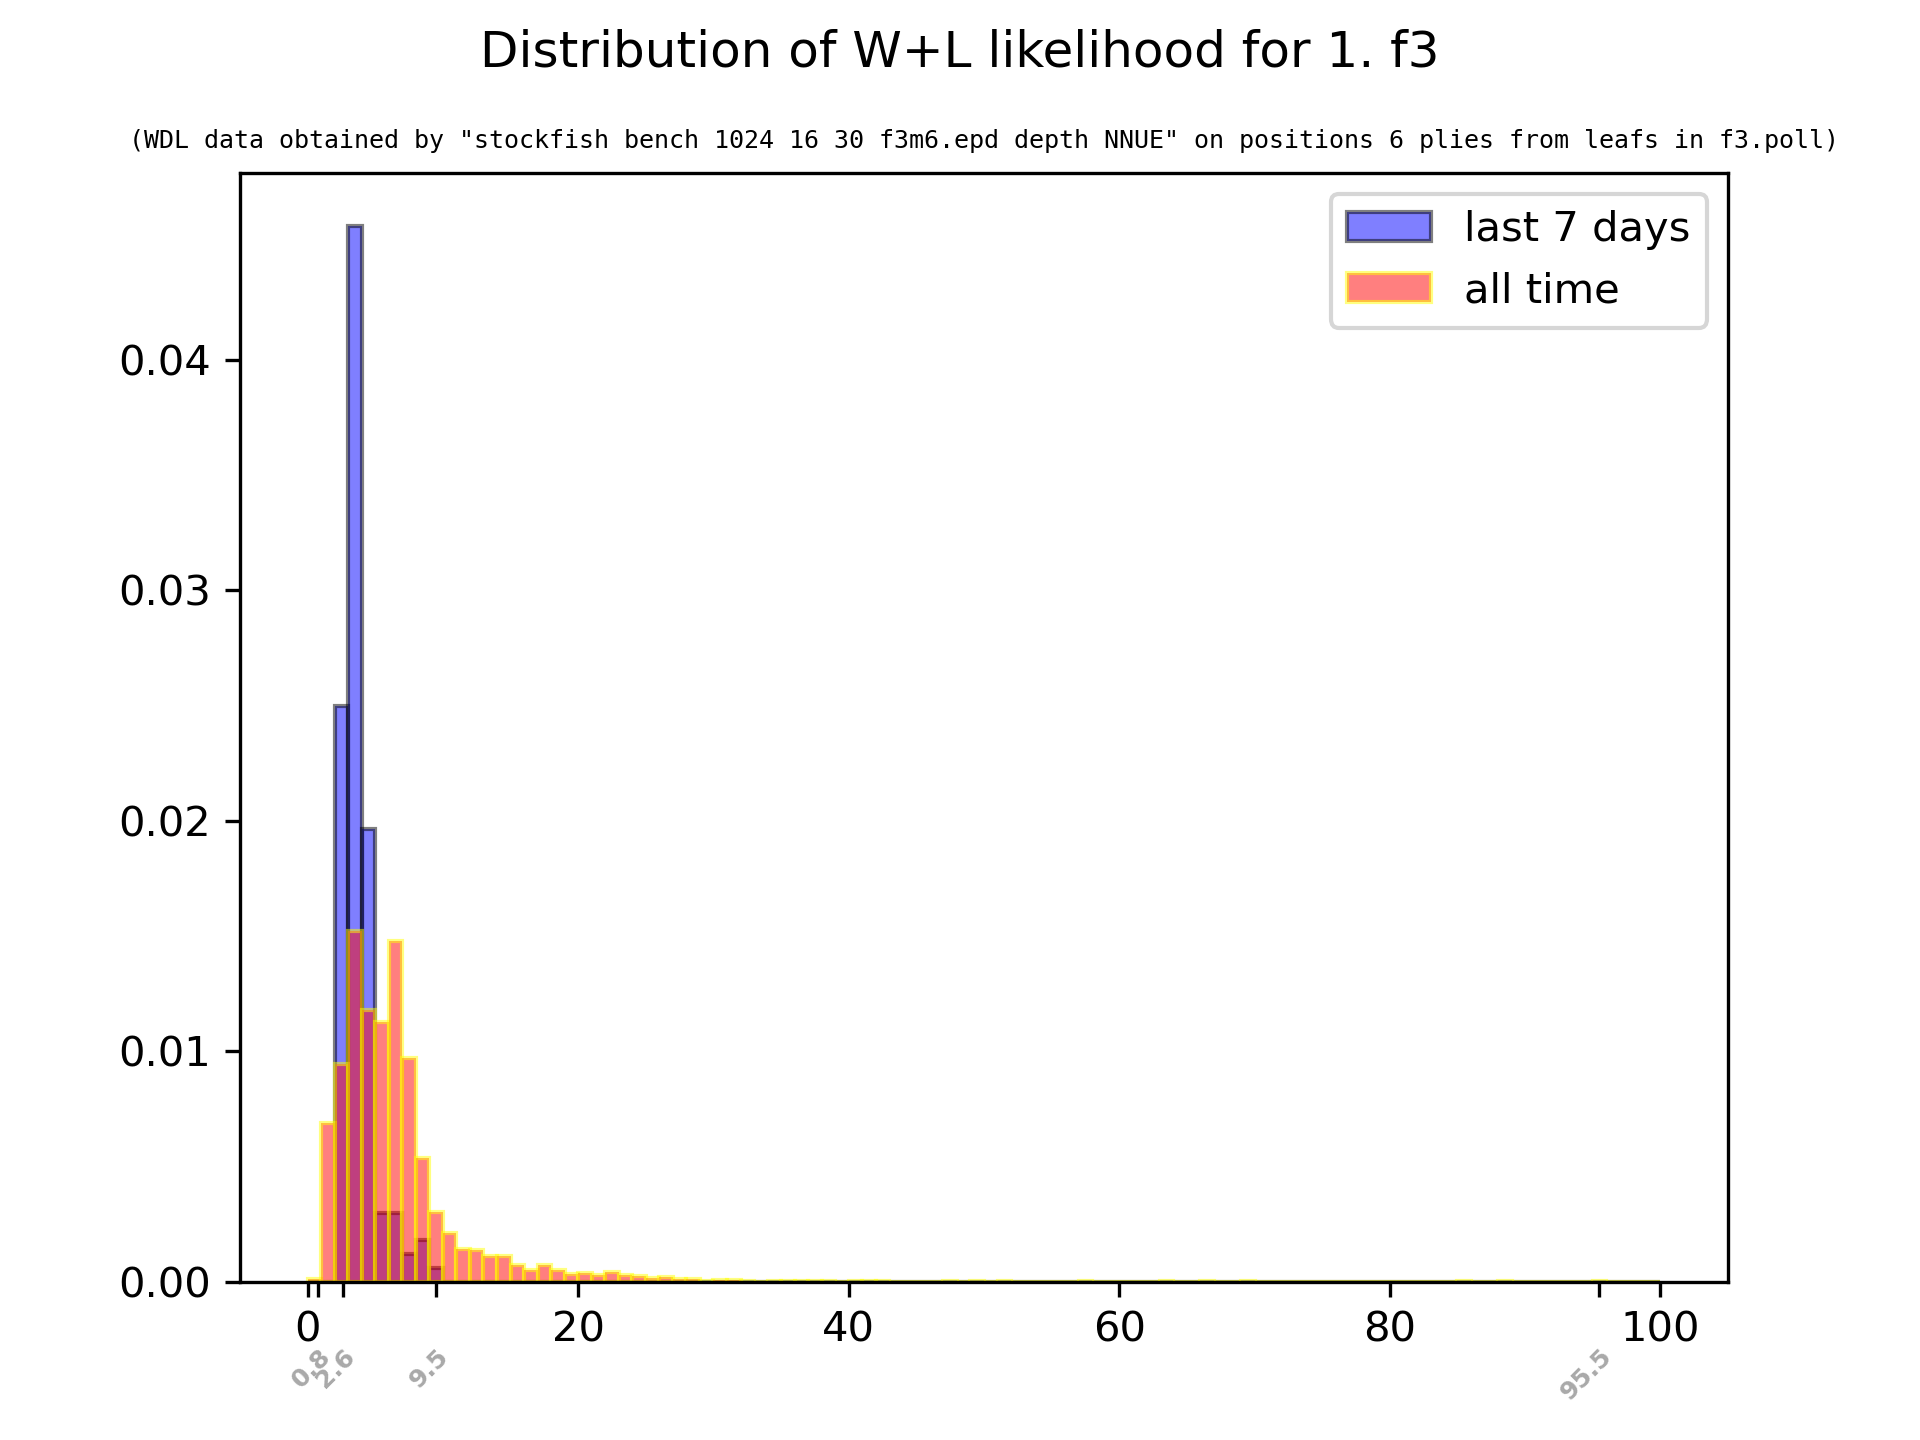 Distribution of W+L likelihood for 1. f3
(WDL data obtained by "stockfish bench 1024 16 30 f3m6.epd depth NNUE" on positions 6 plies from leafs in f3.poll)
last 7 days
all time
0.04
0.03
0.02
0.01
0.00
0 20 40 60 80 100
0.8 2.6 9.5 95.5